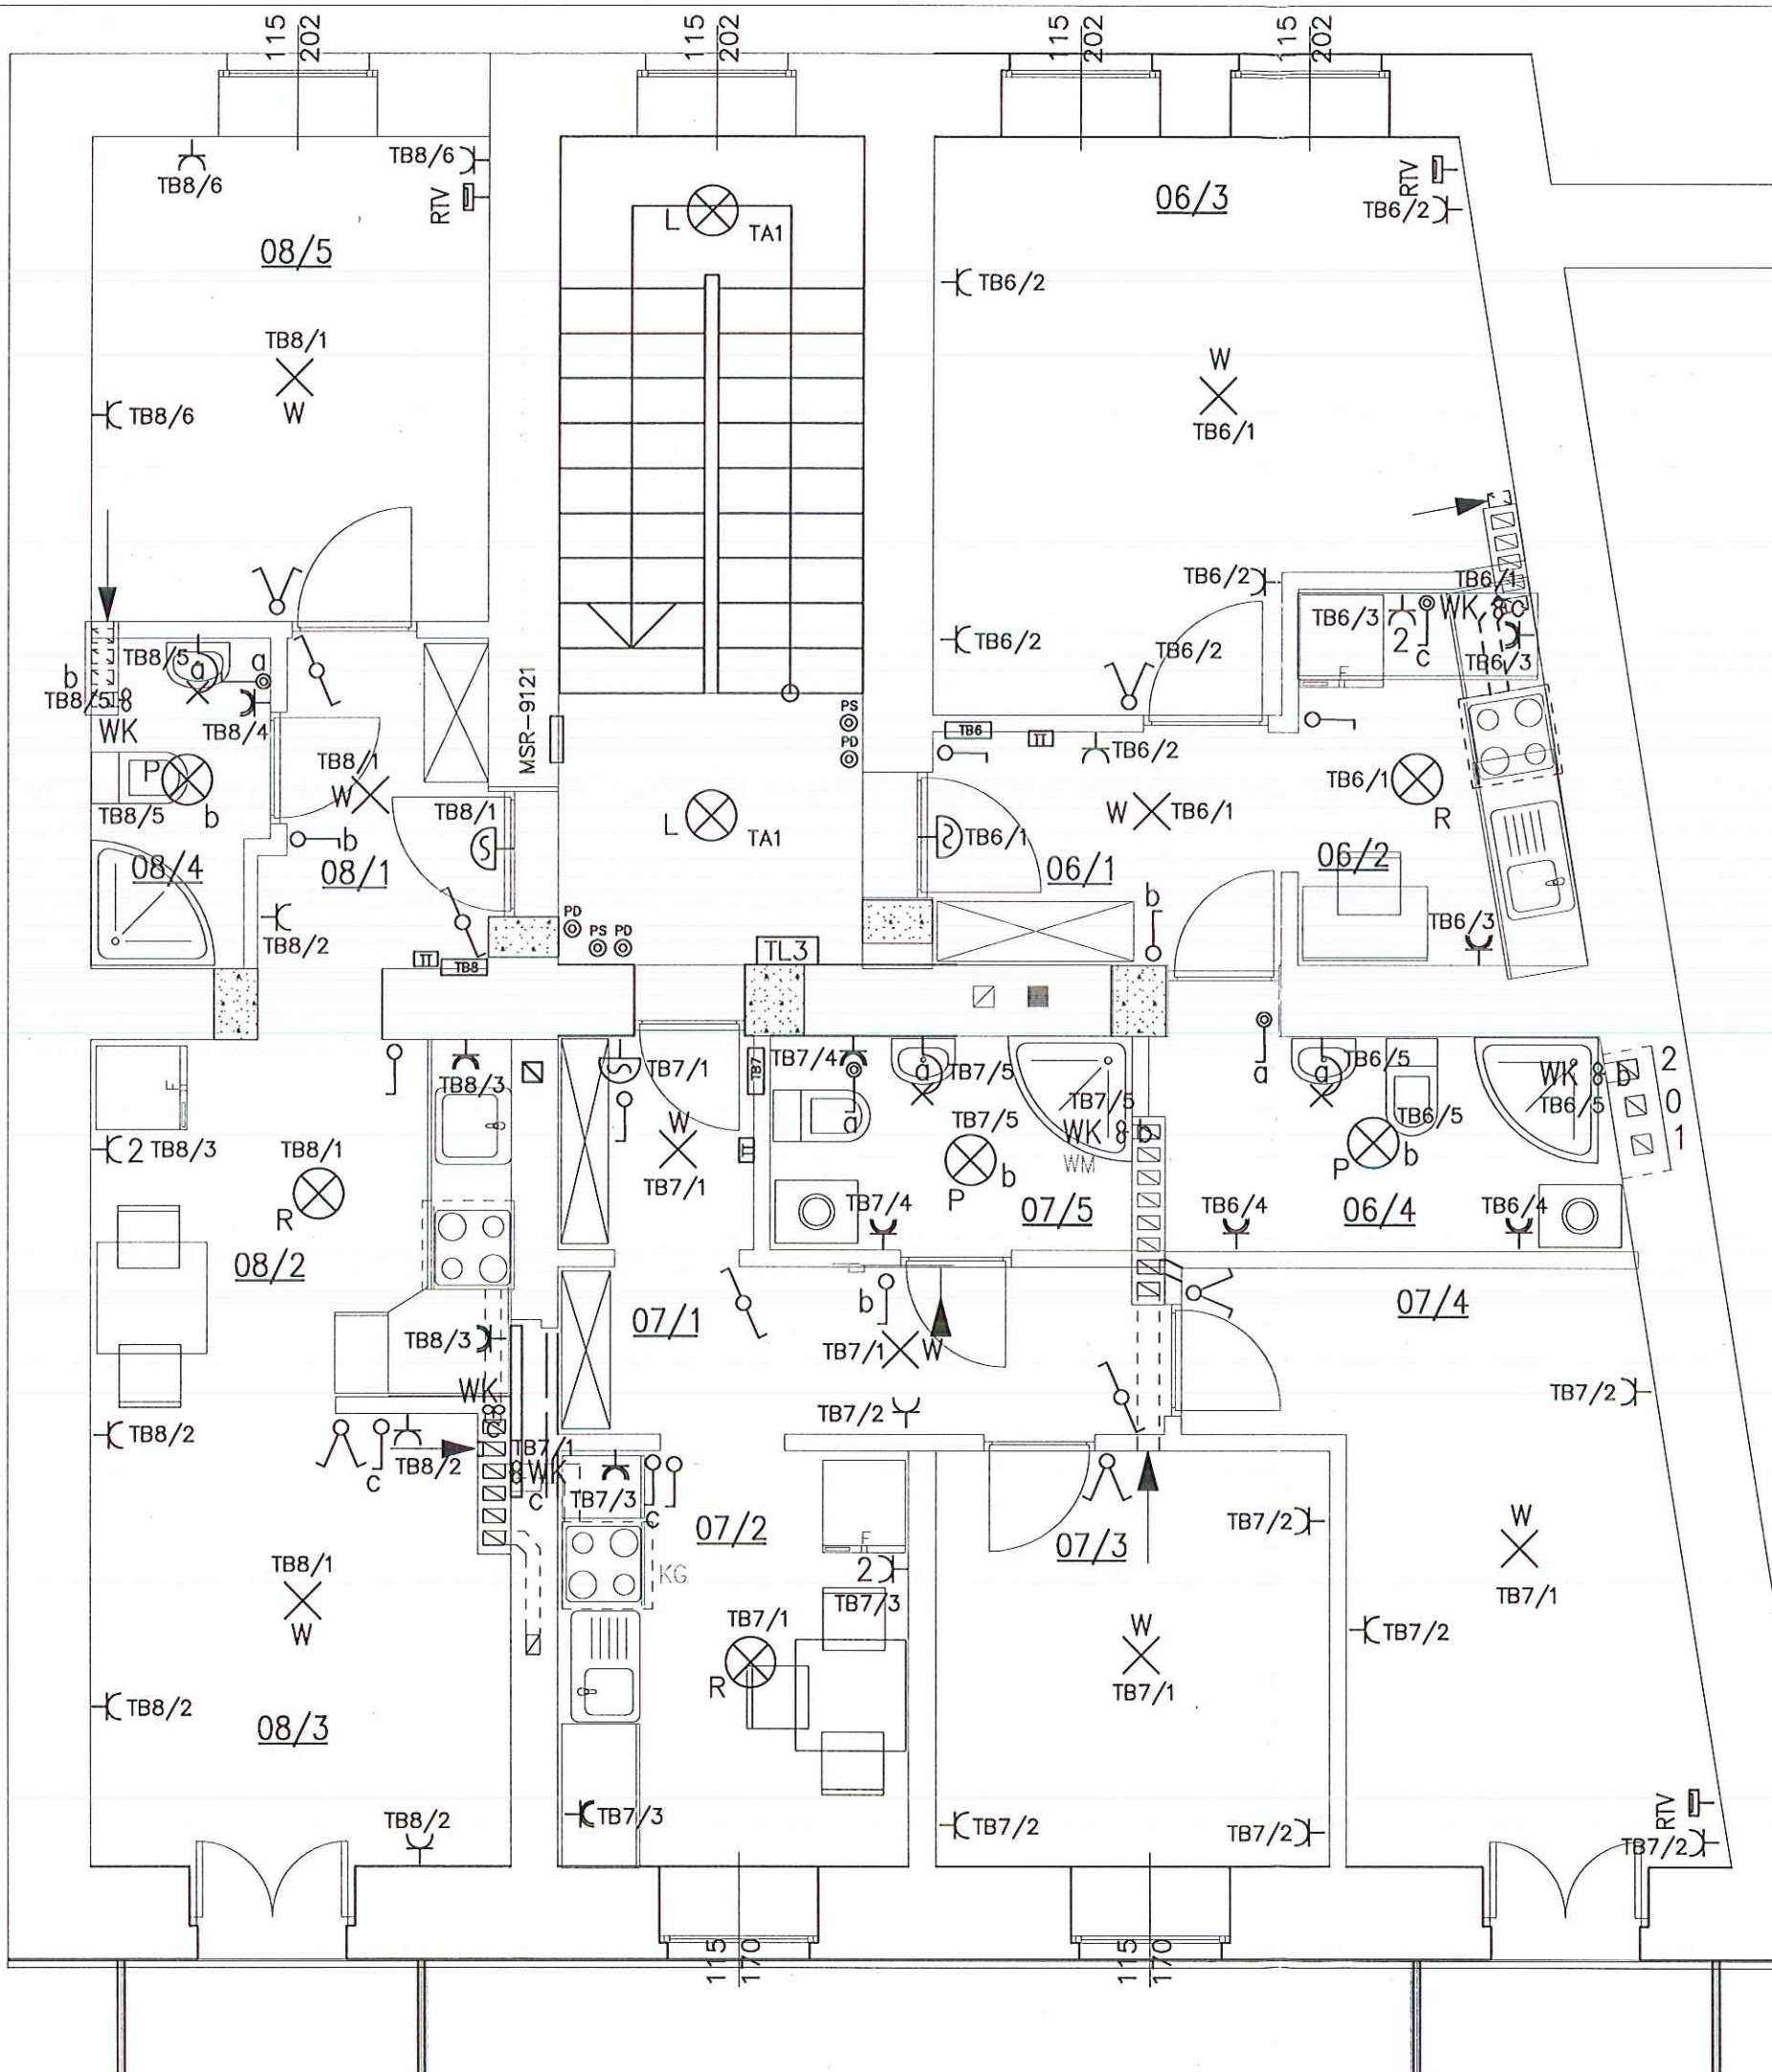 115
202
115
202
115
202
115
202
TB8/6
TB8/6
RTV
08/5
TB8/1
W
TB8/6
L
TA1
06/3
RTV
TB6/2
TB6/2
W
TB6/1
TB6/2
TB6/1
TB6/3
2
c
WK 8c
TB6/3
TB6/2
TB6/2
TB8/5
a
a
b
TB8/5
8
WK
TB8/4
MSR-9121
PS
PD
TB6
TT
TB6/2
TB6/1
R
P
TB8/5
b
TB8/1
W
TB8/1
b
L
TA1
TB6/1
W
TB6/1
06/1
06/2
08/4
08/1
TB8/2
TT
TB8
PD
PS
PD
TL3
b
TB6/3
TB8/3
TB7/1
TB7
TB7/4
a
a
TB7/5
TB7/5
TB7/5
WK 8 b
WM
a
a
TB6/5
TB6/5
WK 8 b
TB6/5
2
0
1
F
2
TB8/3
TB8/1
R
W
TB7/1
TT
b
P
TB7/4
07/5
P
b
TB6/4
06/4
TB6/4
08/2
TB8/3
07/1
b
TB7/1
W
07/4
WK
8
c
TB7/2
TB7/2
TB8/2
c
TB8/2
TB7/1
8 WK
c
TB7/3
c
07/2
F
KG
2
TB7/3
TB7/2
07/3
W
TB7/1
TB8/1
W
TB7/1
R
W
TB7/1
TB7/2
TB8/2
08/3
TB8/2
TB7/3
TB7/2
TB7/2
RTV
TB7/2
115
170
115
170